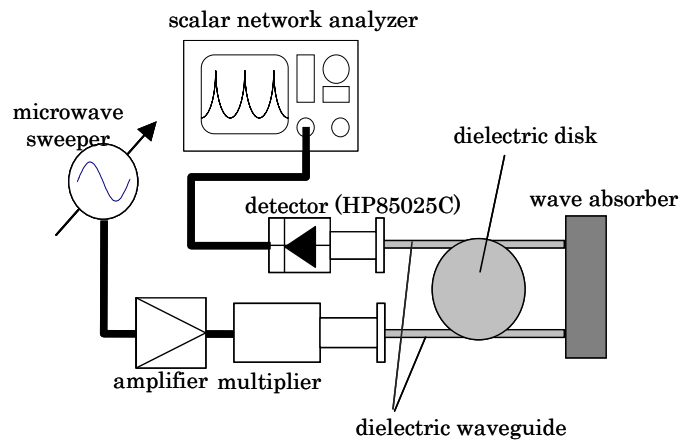 scalar network analyzer
microwave
sweeper
dielectric disk
wave absorber
detector (HP85025C)
amplifier
multiplier
dielectric waveguide